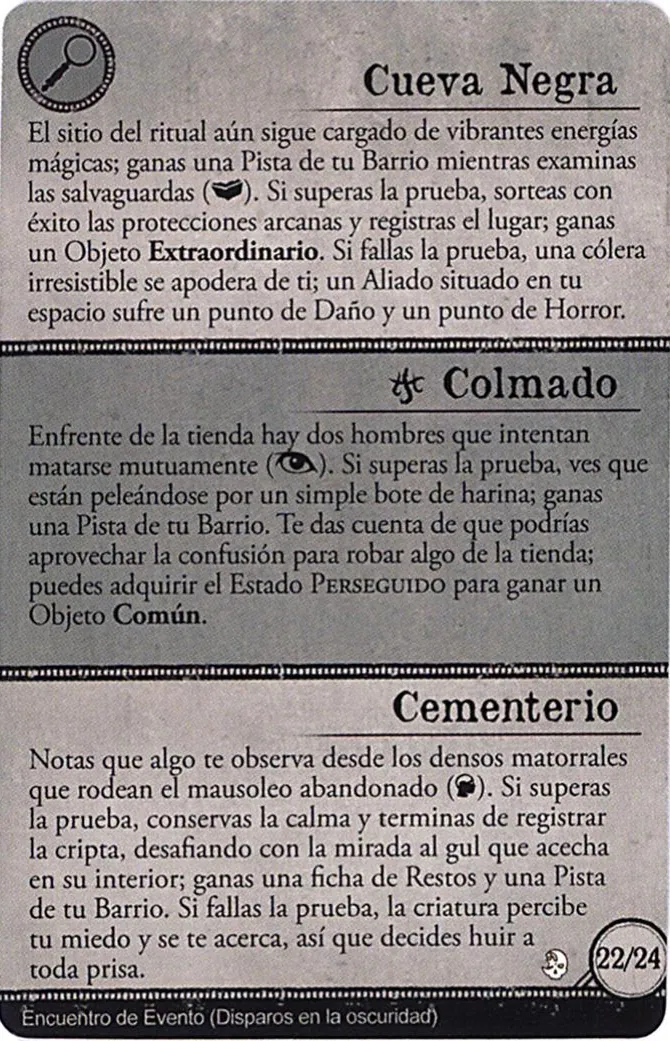 Cueva Negra
El sitio del ritual aún sigue cargado de vibrantes energías
mágicas; ganas una Pista de tu Barrio mientras examinas
las salvaguardas (). Si superas la prueba, sorteas con
éxito las protecciones arcanas y registras el lugar; ganas
un Objeto Extraordinario. Si fallas la prueba, una cólera
irresistible se apodera de ti; un Aliado situado en tu
espacio sufre un punto de Daño y un punto de Horror.
Colmado
Enfrente de la tienda hay dos hombres que intentan
matarse mutuamente (). Si superas la prueba, ves que
están peleándose por un simple bote de harina; ganas
una Pista de tu Barrio. Te das cuenta de que podrías
aprovechar la confusión para robar algo de la tienda;
puedes adquirir el Estado PERSEGUIDO para ganar un
Objeto Común.
Cementerio
Notas que algo te observa desde los densos matorrales
que rodean el mausoleo abandonado (). Si superas
la prueba, conservas la calma y terminas de registrar
la cripta, desafiando con la mirada al gul que acecha
en su interior; ganas una ficha de Restos y una Pista
de tu Barrio. Si fallas la prueba, la criatura percibe
tu miedo y se te acerca, así que decides huir a
toda prisa.
22/24
Encuentro de Evento (Disparos en la oscuridad)